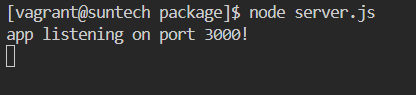 [vagrant@suntech package]$ node server.js
app listening on port 3000!